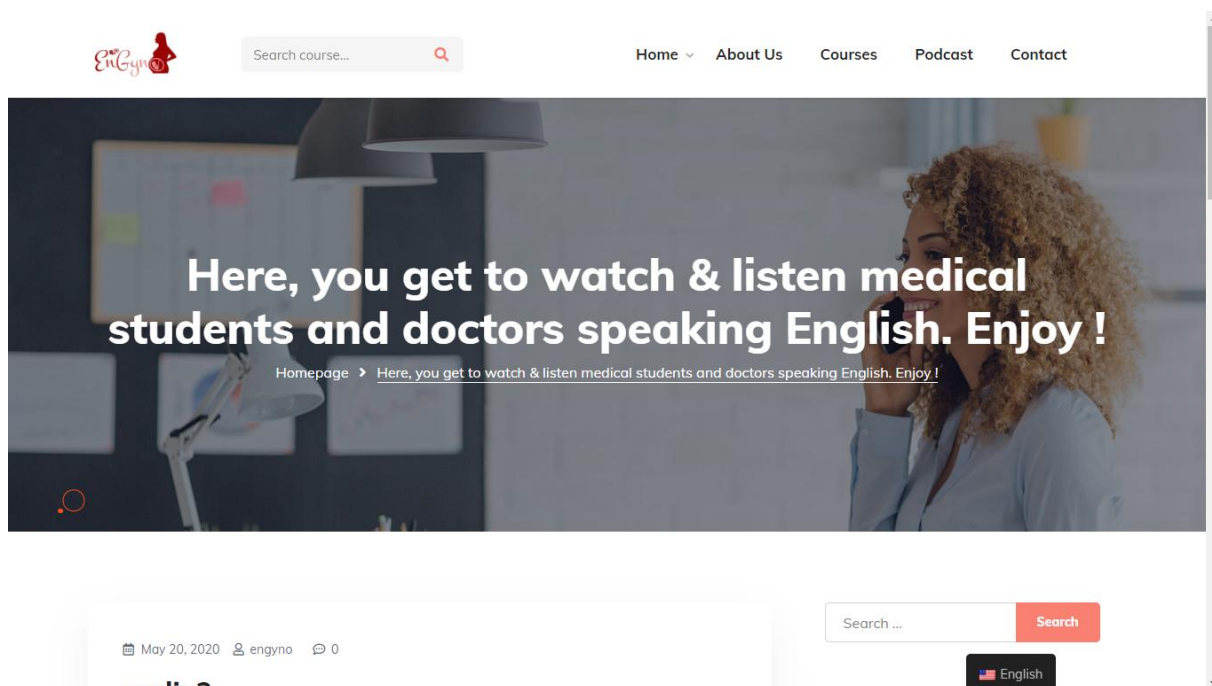 EnGyno
Search course...
Home
About Us
Courses
Podcast
Contact
Here, you get to watch & listen medical
students and doctors speaking English. Enjoy !
Homepage
Here, you get to watch & listen medical students and doctors speaking English. Enjoy !
May 20, 2020
engyno
0
Search ...
Search
English